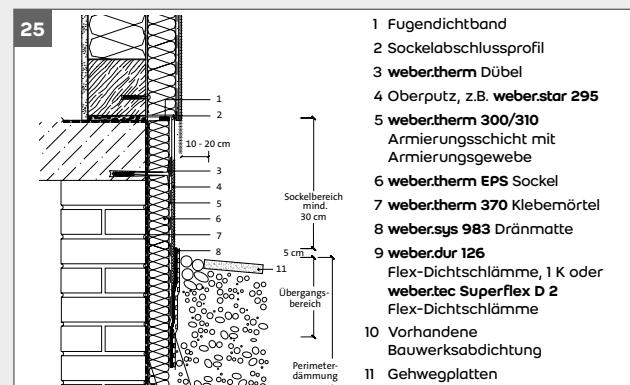 25
1
2
10 - 20 cm
3
4
5
6
7
8
11
Sockelbereich
mind.
30 cm
5 cm
Übergangs-
bereich
Perimeter-
dämmung
1 Fugendichtband
2 Sockelabschlussprofil
3 weber.therm Dübel
4 Oberputz, z.B. weber.star 295
5 weber.therm 300/310
Armierungsschicht mit
Armierungsgewebe
6 weber.therm EPS Sockel
7 weber.therm 370 Klebemörtel
8 weber.sys 983 Dränmatte
9 weber.dur 126
Flex-Dichtschlämme, 1 K oder
weber.tec Superflex D 2
Flex-Dichtschlämme
10 Vorhandene
Bauwerksabdichtung
11 Gehwegplatten